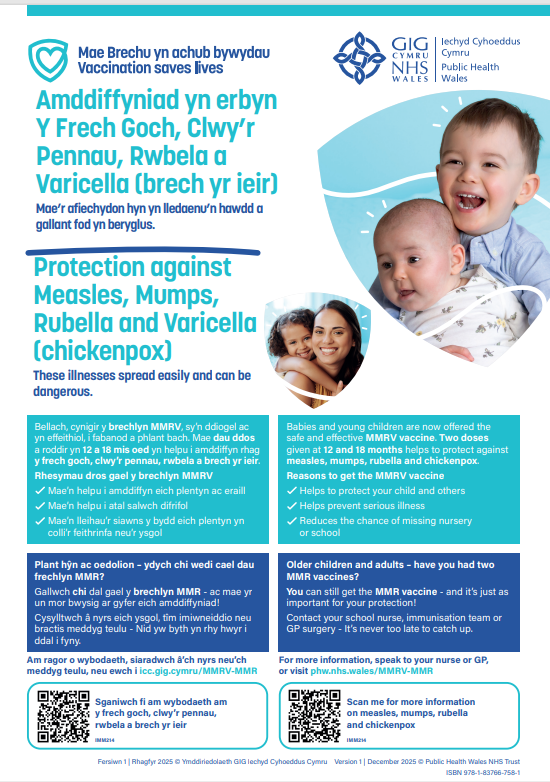 Mae Brechu yn achub bywydau
Vaccination saves lives
GIG
CYMRU
NHS
WALES
Iechyd Cyhoeddus
Cymru
Public Health
Wales
Amddiffyniad yn erbyn
Y Frech Goch, Clwy’r
Pennau, Rwbela a
Varicella (brech yr ieir)
Mae’r afiechydon hyn yn lledaenu’n hawdd a
gallant fod yn beryglus.
Protection against
Measles, Mumps,
Rubella and Varicella
(chickenpox)
These illnesses spread easily and can be
dangerous.
Bellach, cynigir y brechlyn MMRV, sy’n ddiogel ac
yn effeithiol, i fabanod a phlant bach. Mae dau ddos
a roddir yn 12 a 18 mis oed yn helpu i amddiffyn rhag
y frech goch, clwy’r pennau, rwbela a brech yr ieir.
Rhesymau dros gael y brechlyn MMRV
Mae’n helpu i amddiffyn eich plentyn ac eraill
Mae’n helpu i atal salwch difrifol
Mae’n lleihau’r siawns y bydd eich plentyn yn
colli’r feithrinfa neu’r ysgol
Babies and young children are now offered the
safe and effective MMRV vaccine. Two doses
given at 12 and 18 months helps to protect against
measles, mumps, rubella and chickenpox.
Reasons to get the MMRV vaccine
Helps to protect your child and others
Helps prevent serious illness
Reduces the chance of missing nursery
or school
Plant hŷn ac oedolion – ydych chi wedi cael dau
frechlyn MMR?
Gallwch chi dal gael y brechlyn MMR - ac mae yr
un mor bwysig ar gyfer eich amddiffyniad!
Cysylltwch â nyrs eich ysgol, tîm imiwneiddio neu
bractis meddyg teulu - Nid yw byth yn rhy hwyr i
ddal i fyny.
Older children and adults – have you had two
MMR vaccines?
You can still get the MMR vaccine - and it’s just as
important for your protection!
Contact your school nurse, immunisation team or
GP surgery - It’s never too late to catch up.
Am ragor o wybodaeth, siaradwch â’ch nyrs neu’ch
meddyg teulu, neu ewch i icc.gig.cymru/MMRV-MMR
For more information, speak to your nurse or GP,
or visit phw.nhs.wales/MMRV-MMR
Sganiwch fi am wybodaeth am
y frech goch, clwy’r pennau,
rwbela a brech yr ieir
IMM214
Scan me for more information
on measles, mumps, rubella
and chickenpox
IMM214
Fersiwn 1 | Rhagfyr 2025 © Ymddiriedolaeth GIG Iechyd Cyhoeddus Cymru Version 1 | December 2025 © Public Health Wales NHS Trust
ISBN 978-1-83766-758-1